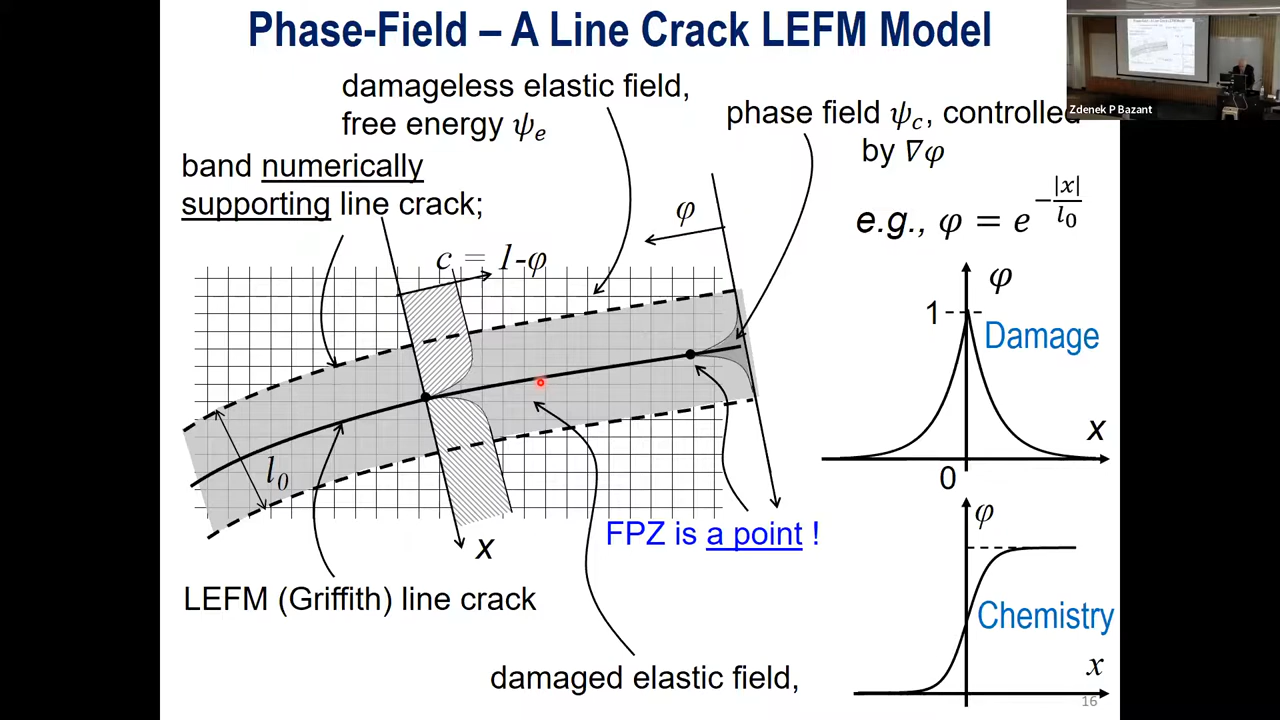 Phase-Field – A Line Crack LEFM Model
Zdenek P Bazant
damageless elastic field,
free energy ψe
phase field ψc, controlled
by ∇φ
band numerically
supporting line crack;
e.g., φ = e^(-|x|/l0)
φ
c = 1-φ
φ
1
Damage
x
0
l0
x
FPZ is a point !
φ
LEFM (Griffith) line crack
Chemistry
x
damaged elastic field,
16